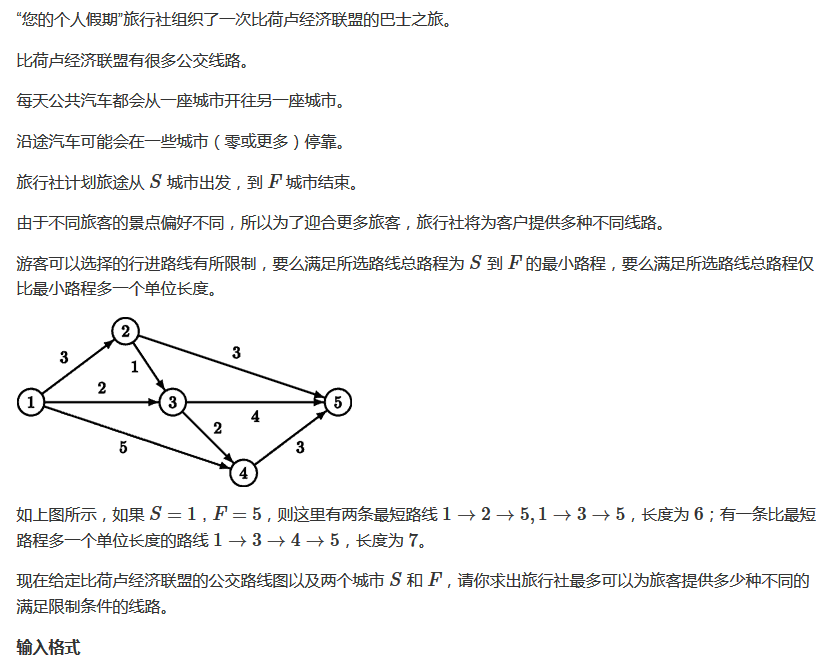 “您的个人假期”旅行社组织了一次比荷卢经济联盟的巴士之旅。
比荷卢经济联盟有很多公交线路。
每天公共汽车都会从一座城市开往另一座城市。
沿途汽车可能会在一些城市（零或更多）停靠。
旅行社计划旅途从 S 城市出发，到 F 城市结束。
由于不同旅客的景点偏好不同，所以为了迎合更多旅客，旅行社将为客户提供多种不同线路。
游客可以选择的行进路线有所限制，要么满足所选路线总路程为 S 到 F 的最小路程，要么满足所选路线总路程仅
比最小路程多一个单位长度。
2
3
3
1
2
1
3
5
4
2
5
3
4
如上图所示，如果 S = 1，F = 5，则这里有两条最短路线 1 → 2 → 5, 1 → 3 → 5，长度为 6；有一条比最短
路程多一个单位长度的路线 1 → 3 → 4 → 5，长度为 7。
现在给定比荷卢经济联盟的公交路线图以及两个城市 S 和 F，请你求出旅行社最多可以为旅客提供多少种不同的
满足限制条件的线路。
输入格式